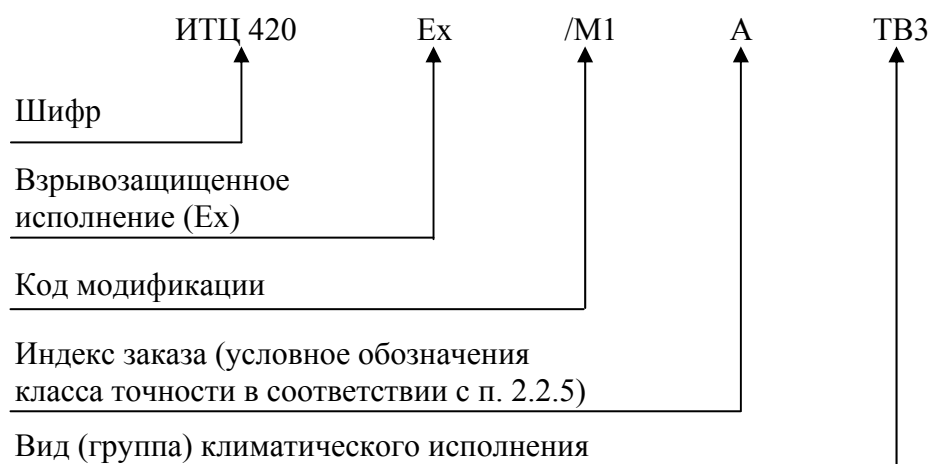 ИТЦ 420 Ex /М1 А ТВ3
Шифр
Взрывозащищенное
исполнение (Ex)
Код модификации
Индекс заказа (условное обозначения
класса точности в соответствии с п. 2.2.5)
Вид (группа) климатического исполнения